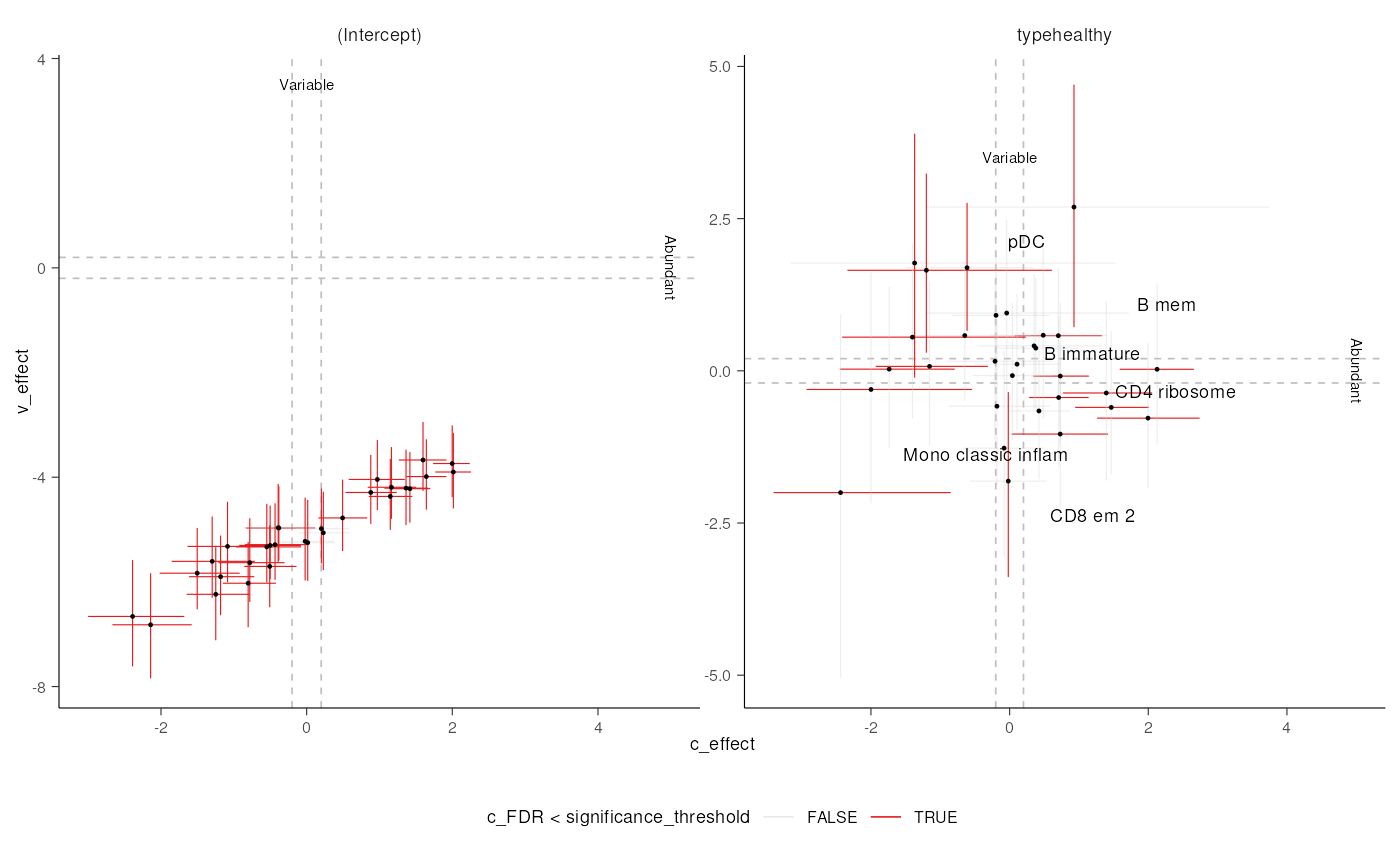 (Intercept)
typehealthy
4
0
-4
-8
v_effect
Variable
Abundant
-2
0
2
4
5.0
2.5
0.0
-2.5
-5.0
Variable
pDC
B mem
B immature
CD4 ribosome
Mono classic inflam
CD8 em 2
Abundant
-2
0
2
4
c_effect
c_FDR < significance_threshold FALSE TRUE